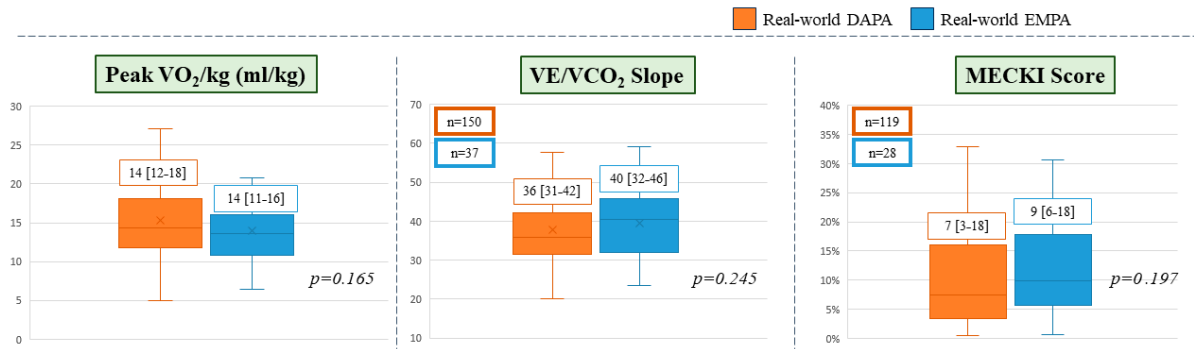 Real-world DAPA Real-world EMPA
Peak VO₂/kg (ml/kg)
30
25
20
15
10
5
0
14 [12-18]
14 [11-16]
p=0.165
VE/VCO₂ Slope
70
60
50
40
30
20
10
n=150
n=37
36 [31-42]
40 [32-46]
p=0.245
MECKI Score
40%
35%
30%
25%
20%
15%
10%
5%
0%
n=119
n=28
7 [3-18]
9 [6-18]
p=0.197